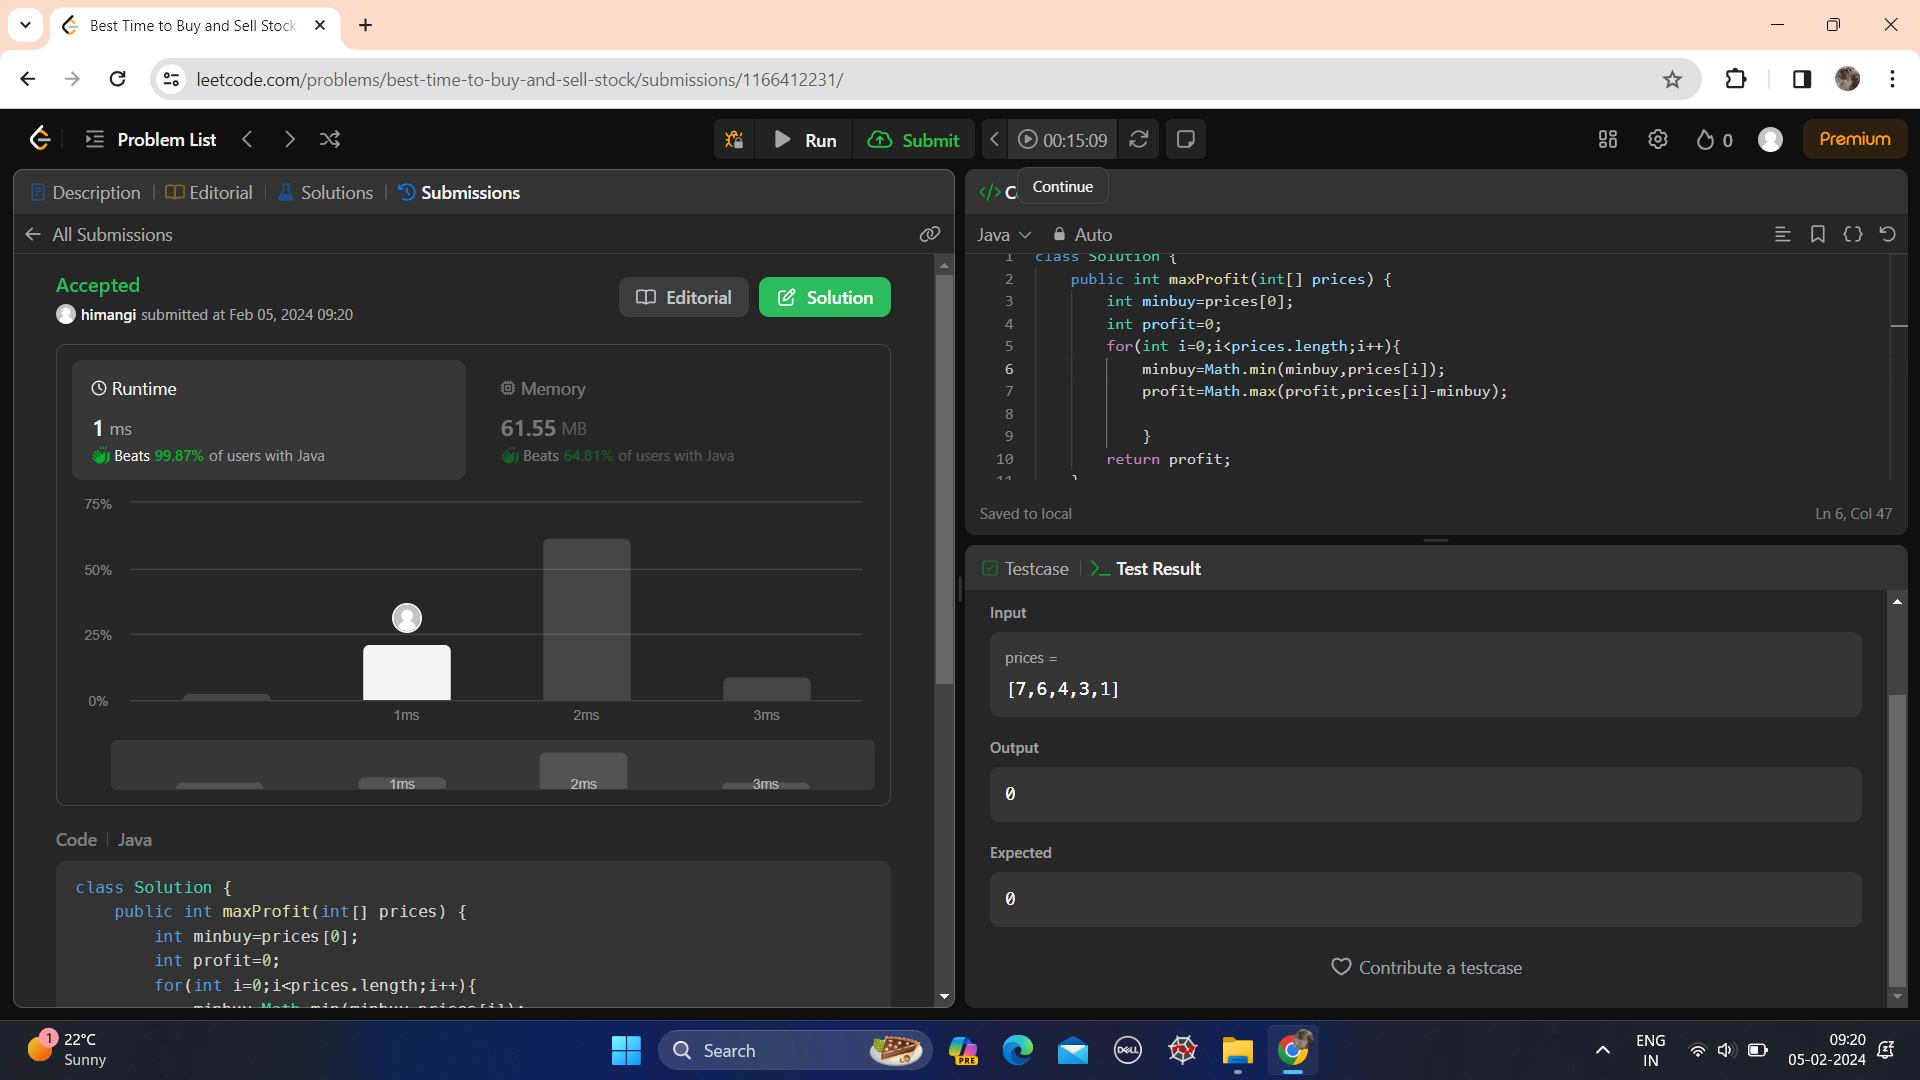 Best Time to Buy and Sell Stock
leetcode.com/problems/best-time-to-buy-and-sell-stock/submissions/1166412231/
Problem List
Run
Submit
00:15:09
0
Premium
Continue
Description
Editorial
Solutions
Submissions
All Submissions
Accepted
himangi submitted at Feb 05, 2024 09:20
Editorial
Solution
Runtime
1 ms
Beats 99.87% of users with Java
Memory
61.55 MB
Beats 64.81% of users with Java
75%
50%
25%
0%
1ms
2ms
3ms
1ms
2ms
3ms
Code
Java
class Solution {
public int maxProfit(int[] prices) {
int minbuy=prices[0];
int profit=0;
for(int i=0;i<prices.length;i++){
minbuy=Math.min(minbuy,prices[i]);
</> C
Java
Auto
1 class Solution {
2 public int maxProfit(int[] prices) {
3 int minbuy=prices[0];
4 int profit=0;
5 for(int i=0;i<prices.length;i++){
6 minbuy=Math.min(minbuy,prices[i]);
7 profit=Math.max(profit,prices[i]-minbuy);
8
9 }
10 return profit;
11 }
Saved to local
Ln 6, Col 47
Testcase
Test Result
Input
prices =
[7,6,4,3,1]
Output
0
Expected
0
Contribute a testcase
1
22°C
Sunny
Search
PRE
DELL
ENG
IN
09:20
05-02-2024